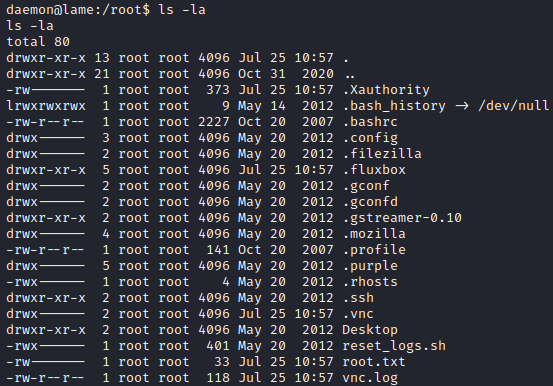 daemon@lame:/root$ ls -la
ls -la
total 80
drwxr-xr-x 13 root root 4096 Jul 25 10:57 .
drwxr-xr-x 21 root root 4096 Oct 31  2020 ..
-rw-------  1 root root  373 Jul 25 10:57 .Xauthority
lrwxrwxrwx  1 root root    9 May 14  2012 .bash_history -> /dev/null
-rw-r--r--  1 root root 2227 Oct 20  2007 .bashrc
drwx------  3 root root 4096 May 20  2012 .config
drwx------  2 root root 4096 May 20  2012 .filezilla
drwxr-xr-x  5 root root 4096 Jul 25 10:57 .fluxbox
drwx------  2 root root 4096 May 20  2012 .gconf
drwx------  2 root root 4096 May 20  2012 .gconfd
drwxr-xr-x  2 root root 4096 May 20  2012 .gstreamer-0.10
drwx------  4 root root 4096 May 20  2012 .mozilla
-rw-r--r--  1 root root  141 Oct 20  2007 .profile
drwx------  5 root root 4096 May 20  2012 .purple
-rwx------  1 root root    4 May 20  2012 .rhosts
drwxr-xr-x  2 root root 4096 May 20  2012 .ssh
drwx------  2 root root 4096 Jul 25 10:57 .vnc
drwxr-xr-x  2 root root 4096 May 20  2012 Desktop
-rwx------  1 root root  401 May 20  2012 reset_logs.sh
-rw-------  1 root root   33 Jul 25 10:57 root.txt
-rw-r--r--  1 root root  118 Jul 25 10:57 vnc.log